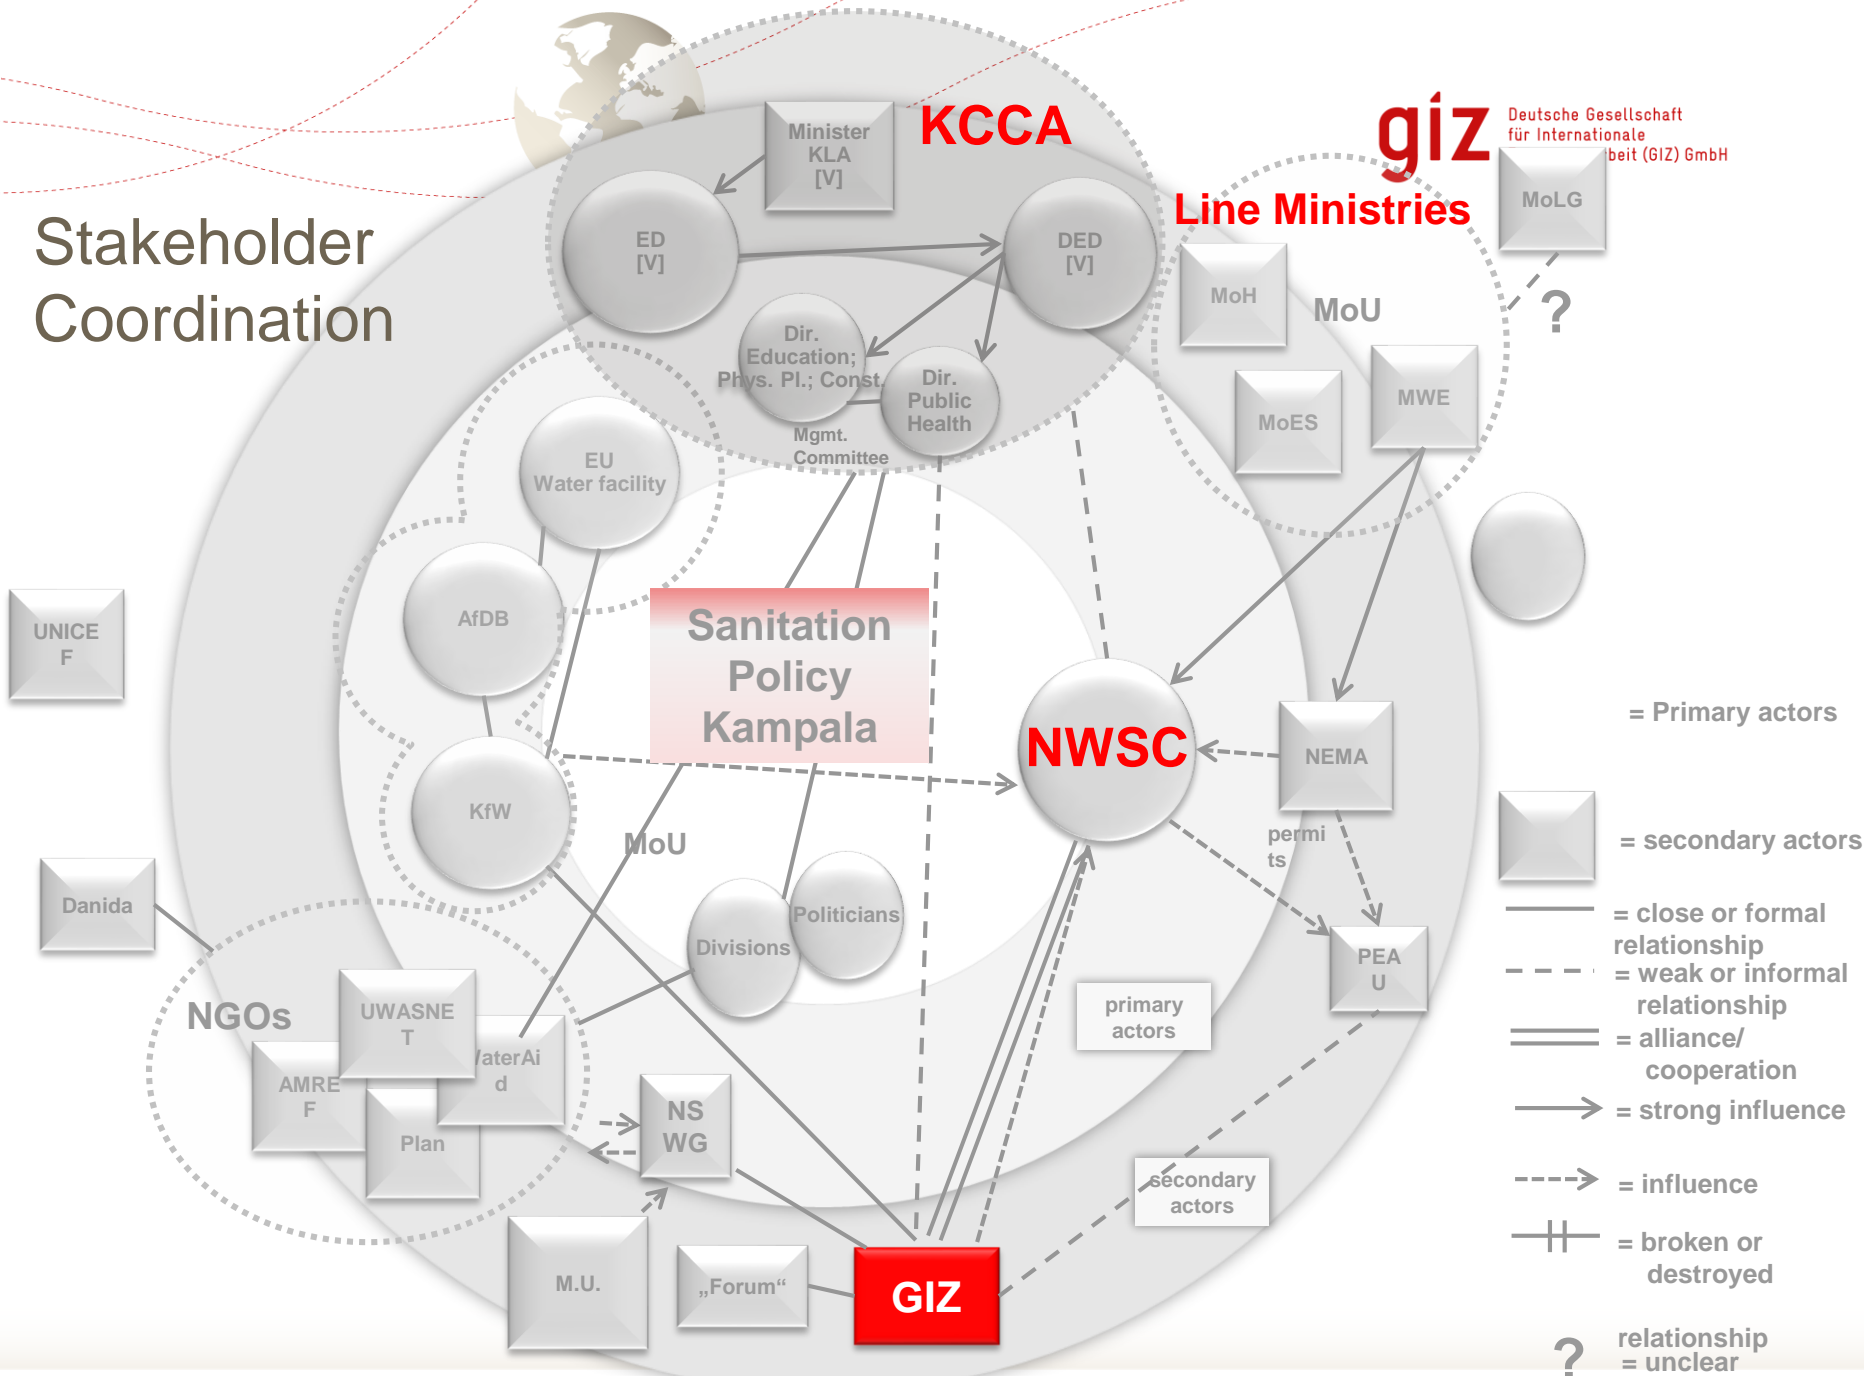 Stakeholder
Coordination
KCCA
giz
Deutsche Gesellschaft
für Internationale
beit (GIZ) GmbH
Minister
KLA
[V]
ED
[V]
DED
[V]
Line Ministries
MoLG
MoH
MoU
?
MoES
MWE
Dir.
Education;
Phys. Pl.; Const.
Dir.
Public
Health
Mgmt.
Committee
EU
Water facility
AfDB
KfW
UNICE
F
Sanitation
Policy
Kampala
NWSC
NEMA
permi
ts
PEA
U
MoU
Danida
Divisions
Politicians
NGOs
UWASNE
T
AMRE
F
WaterAi
d
Plan
NS
WG
primary
actors
secondary
actors
M.U.
„Forum“
GIZ
= Primary actors
= secondary actors
= close or formal
relationship
= weak or informal
relationship
= alliance/
cooperation
= strong influence
= influence
= broken or
destroyed
relationship
? = unclear